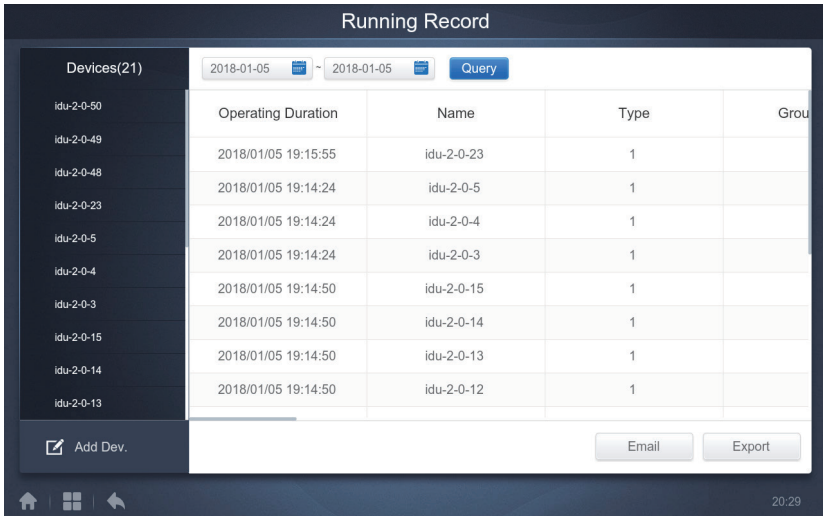 Running Record
Devices(21)
2018-01-05 ~ 2018-01-05 Query
idu-2-0-50
idu-2-0-49
idu-2-0-48
idu-2-0-23
idu-2-0-5
idu-2-0-4
idu-2-0-3
idu-2-0-15
idu-2-0-14
idu-2-0-13
Operating Duration Name Type Grou
2018/01/05 19:15:55 idu-2-0-23 1
2018/01/05 19:14:24 idu-2-0-5 1
2018/01/05 19:14:24 idu-2-0-4 1
2018/01/05 19:14:24 idu-2-0-3 1
2018/01/05 19:14:50 idu-2-0-15 1
2018/01/05 19:14:50 idu-2-0-14 1
2018/01/05 19:14:50 idu-2-0-13 1
2018/01/05 19:14:50 idu-2-0-12 1
Add Dev.
Email Export
20:29